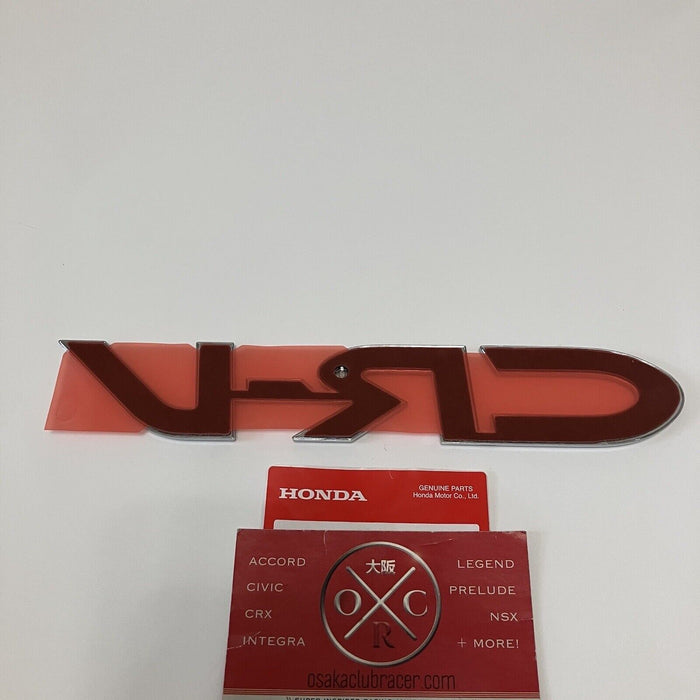 CR-V
HONDA
GENUINE PARTS
Honda Motor Co., Ltd.
ACCORD
CIVIC
CRX
INTEGRA
大阪
O C
R
LEGEND
PRELUDE
NSX
+ MORE!
osakaclubracer.com